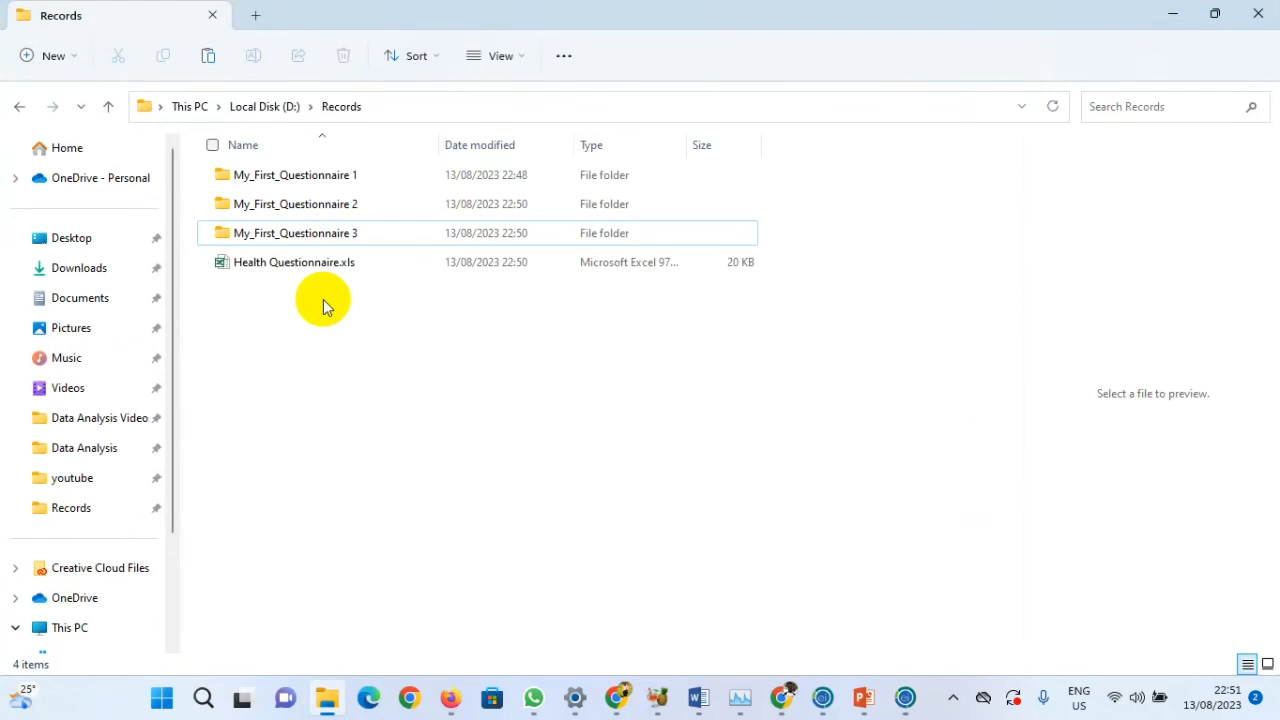 Records
New
Sort
View
This PC
Local Disk (D:)
Records
Search Records
Home
OneDrive - Personal
Desktop
Downloads
Documents
Pictures
Music
Videos
Data Analysis Video
Data Analysis
youtube
Records
Creative Cloud Files
OneDrive
This PC
Name Date modified Type Size
My_First_Questionnaire 1 13/08/2023 22:48 File folder
My_First_Questionnaire 2 13/08/2023 22:50 File folder
My_First_Questionnaire 3 13/08/2023 22:50 File folder
Health Questionnaire.xls 13/08/2023 22:50 Microsoft Excel 97... 20 KB
Select a file to preview.
4 items
25°
ENG
US
22:51
13/08/2023
2